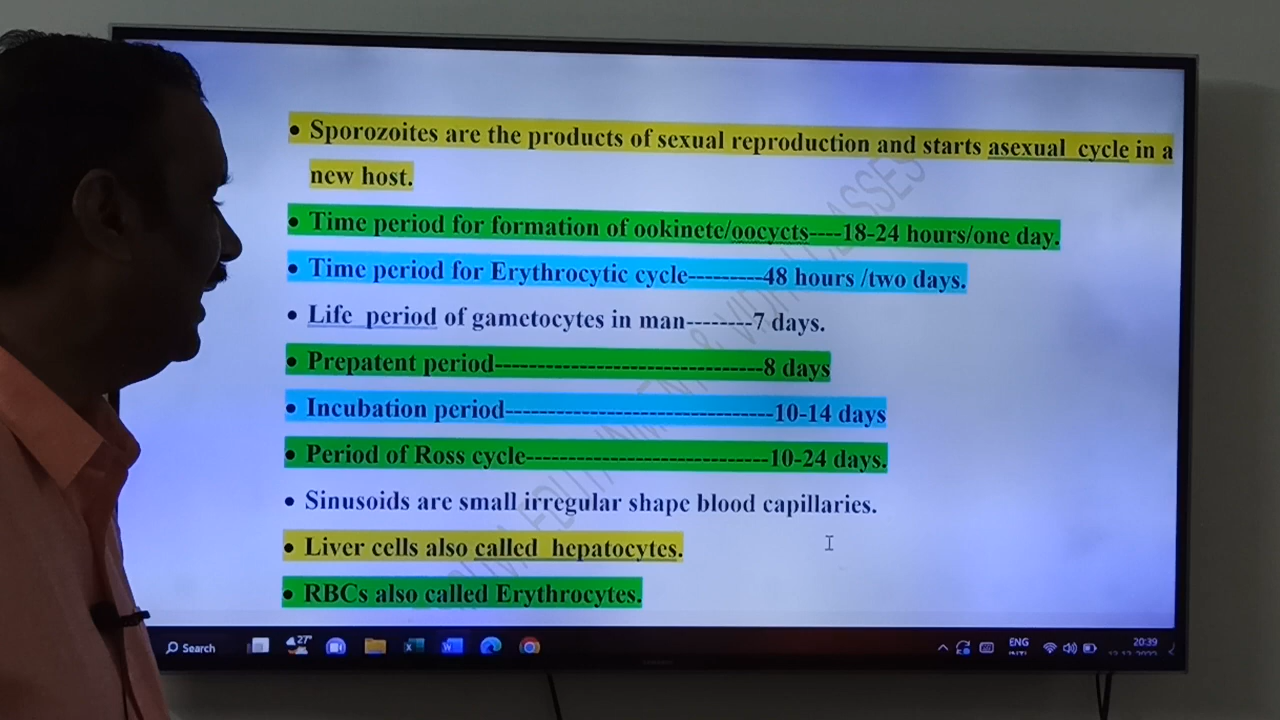 • Sporozoites are the products of sexual reproduction and starts asexual cycle in a
new host.
• Time period for formation of ookinete/oocycts----18-24 hours/one day.
• Time period for Erythrocytic cycle---------48 hours /two days.
• Life period of gametocytes in man--------7 days.
• Prepatent period--------------------------------8 days
• Incubation period--------------------------------10-14 days
• Period of Ross cycle-----------------------------10-24 days.
• Sinusoids are small irregular shape blood capillaries.
• Liver cells also called hepatocytes.
• RBCs also called Erythrocytes.
Search
27°
ENG
20:39